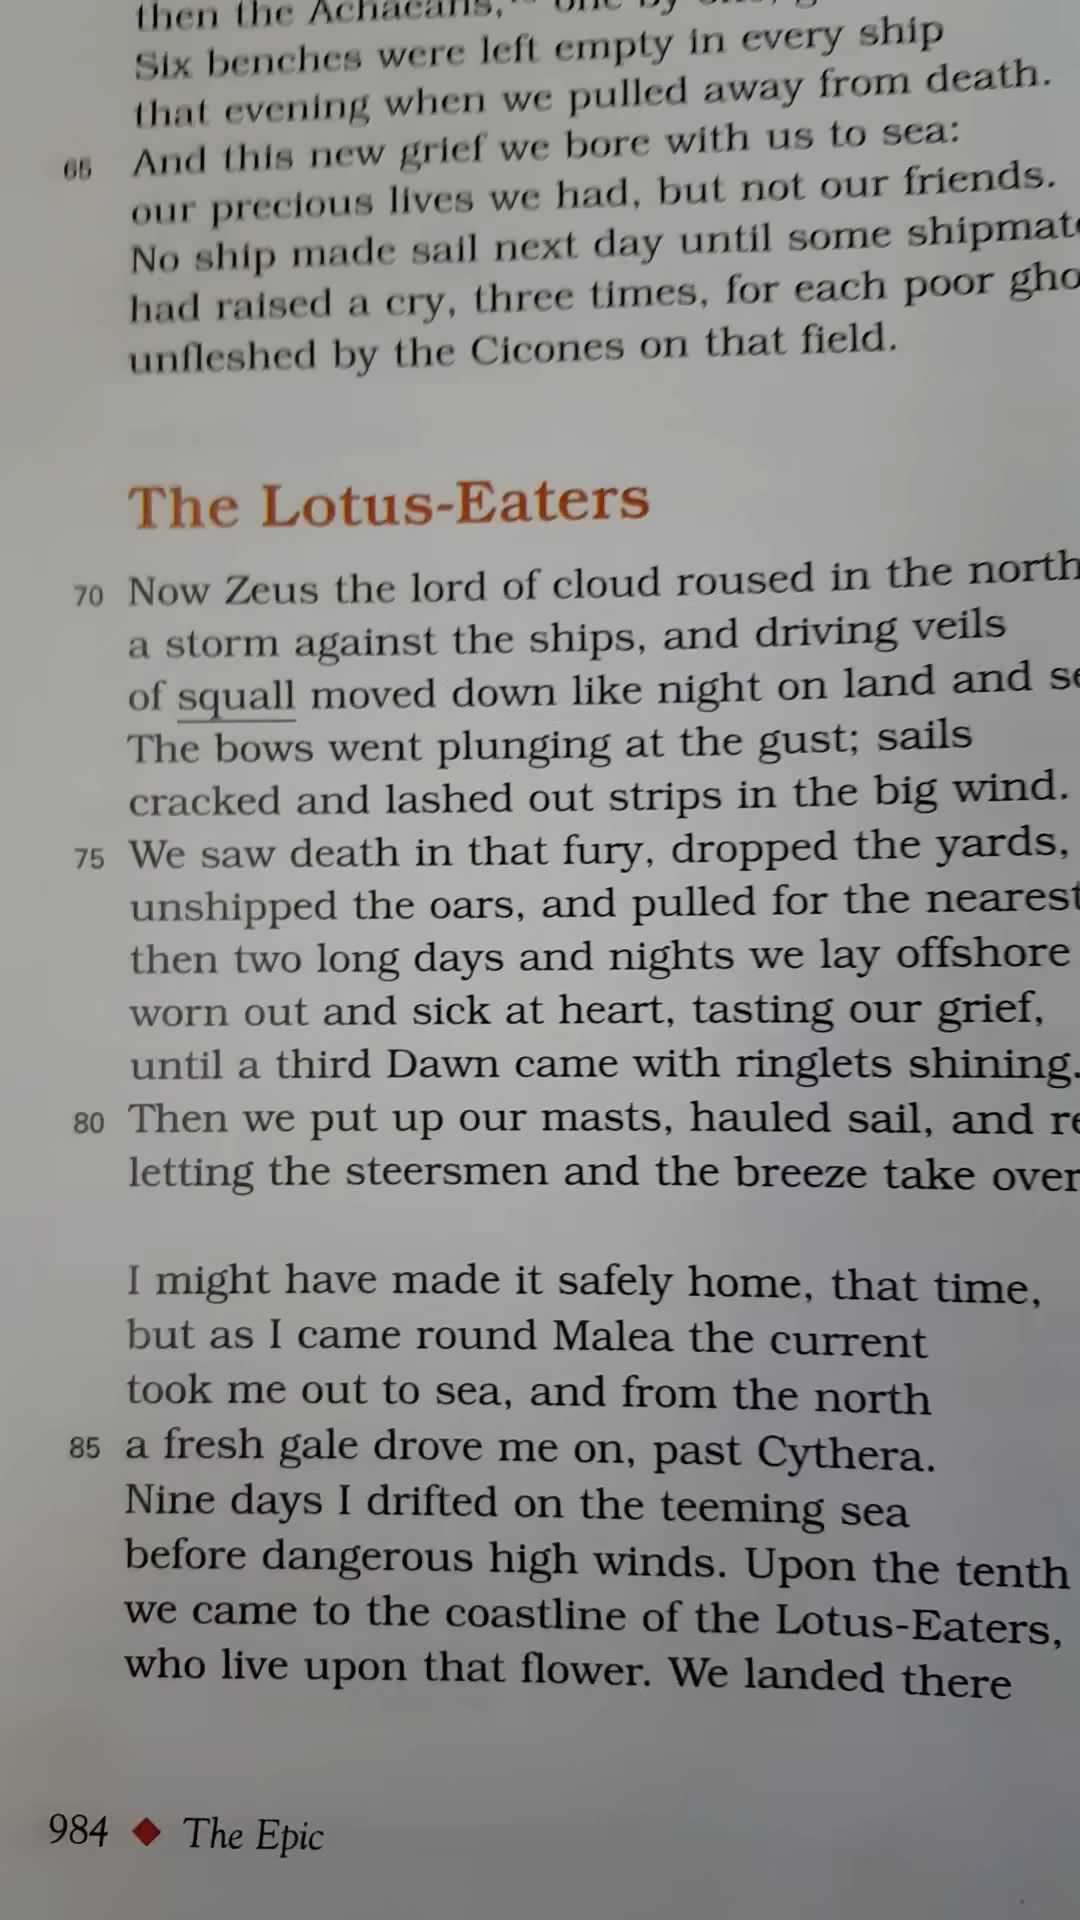 then the Achaeans,
Six benches were left empty in every ship
that evening when we pulled away from death.
65 And this new grief we bore with us to sea:
our precious lives we had, but not our friends.
No ship made sail next day until some
had raised a cry, three times, for each poor
unfleshed by the Cicones on that field.
The Lotus-Eaters
70 Now Zeus the lord of cloud roused in the north
a storm against the ships, and driving veils
of squall moved down like night on land and
The bows went plunging at the gust; sails
cracked and lashed out strips in the big wind.
75 We saw death in that fury, dropped the yards,
unshipped the oars, and pulled for the nearest
then two long days and nights we lay offshore
worn out and sick at heart, tasting our grief,
until a third Dawn came with ringlets shining.
80 Then we put up our masts, hauled sail, and
letting the steersmen and the breeze take over
I might have made it safely home, that time,
but as I came round Malea the current
took me out to sea, and from the north
85 a fresh gale drove me on, past Cythera.
Nine days I drifted on the teeming sea
before dangerous high winds. Upon the tenth
we came to the coastline of the Lotus-Eaters,
who live upon that flower. We landed there
984 ◆ The Epic